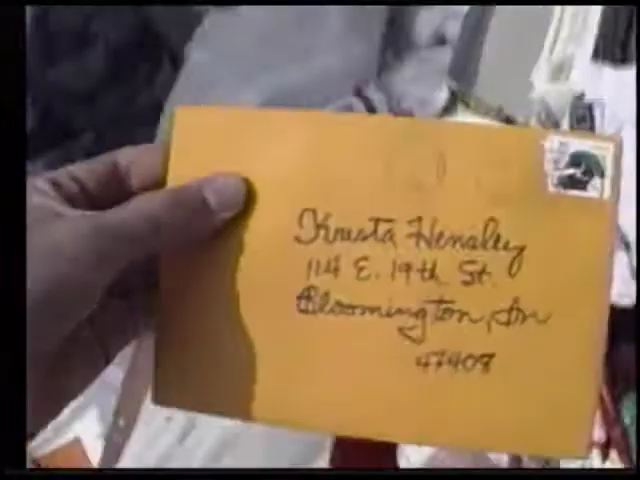 Krista Hensley
114 E. 19th St.
Bloomington, In
47408